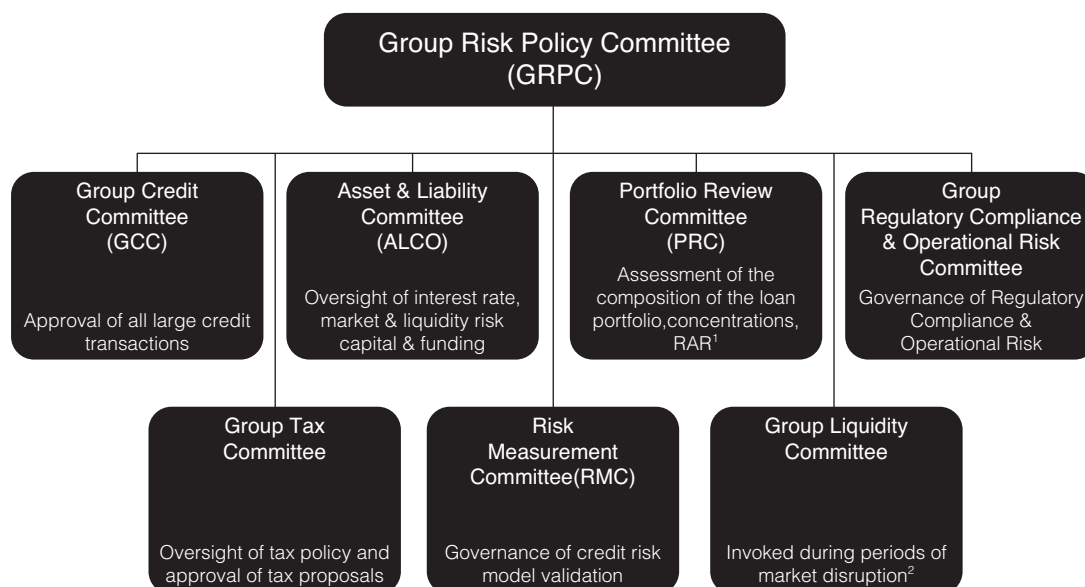 Group Risk Policy Committee
(GRPC)
Group Credit
Committee
(GCC)
Approval of all large credit
transactions
Asset & Liability
Committee
(ALCO)
Oversight of interest rate,
market & liquidity risk
capital & funding
Portfolio Review
Committee
(PRC)
Assessment of the
composition of the loan
portfolio,concentrations,
RAR¹
Group
Regulatory Compliance
& Operational Risk
Committee
Governance of Regulatory
Compliance &
Operational Risk
Group Tax
Committee
Oversight of tax policy and
approval of tax proposals
Risk
Measurement
Committee(RMC)
Governance of credit risk
model validation
Group Liquidity
Committee
Invoked during periods of
market disruption²